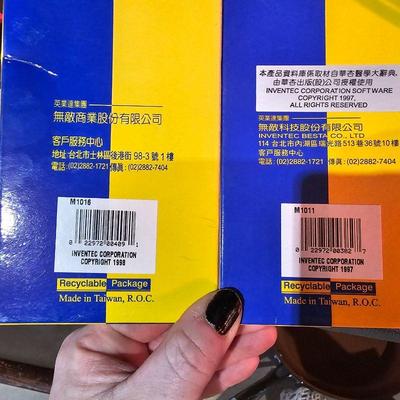 英業達集團
無敵商業股份有限公司
客戶服務中心
地址:台北市士林區後港街98-3號1樓
電話:(02)2882-1721 傳真:(02)2882-7404
M1016
0 22972 00409 1
INVENTEC CORPORATION
COPYRIGHT 1998
Recyclable Package
Made in Taiwan, R.O.C.
本產品資料庫係取材自華杏醫學大辭典,
由華杏出版(股)公司授權使用
INVENTEC CORPORATION SOFTWARE
COPYRIGHT 1997,
ALL RIGHTS RESERVED
英業達集團
無敵科技股份有限公司
INVENTEC BESTA CO., LTD
114 台北市內湖區瑞光路513巷36號10樓
客戶服務中心
電話:(02)2882-1721 傳真:(02)2882-7404
M1011
0 22972 00382 7
INVENTEC CORPORATION
COPYRIGHT 1997
Recyclable Package
Made in Taiwan, R.O.C.